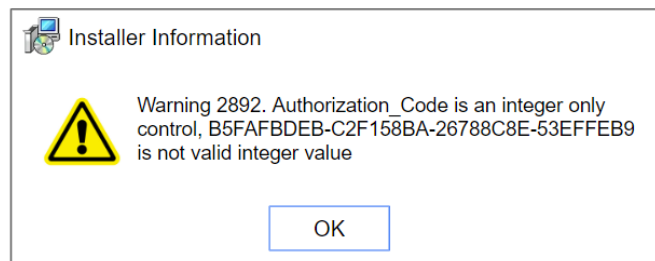 Installer Information
Warning 2892. Authorization_Code is an integer only
control, B5FAFBDEB-C2F158BA-26788C8E-53EFFEB9
is not valid integer value
OK